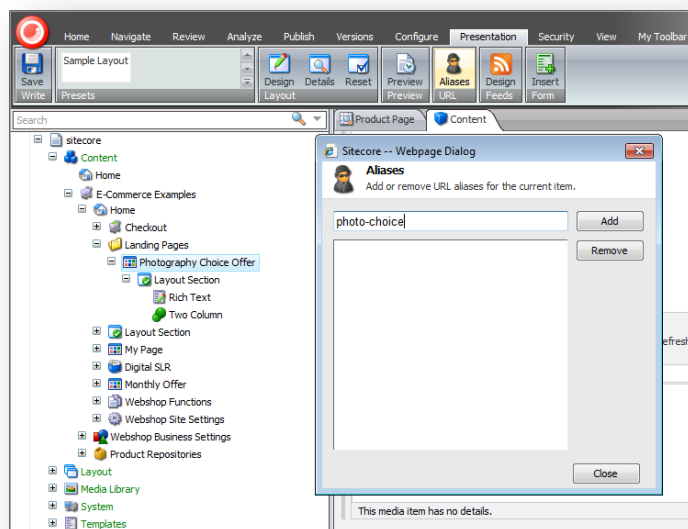 Home Navigate Review Analyze Publish Versions Configure Presentation Security View My Toolbar
Sample Layout
Save Design Details Reset Preview Aliases Design Insert
Write Presets Layout Preview URL Feeds Form
Search
Product Page Content
sitecore
Content
Home
E-Commerce Examples
Home
Checkout
Landing Pages
Photography Choice Offer
Layout Section
Rich Text
Two Column
Layout Section
My Page
Digital SLR
Monthly Offer
Webshop Functions
Webshop Site Settings
Webshop Business Settings
Product Repositories
Layout
Media Library
System
Templates
Sitecore -- Webpage Dialog
Aliases
Add or remove URL aliases for the current item.
photo-choice
Add
Remove
Close
efresh
This media item has no details.